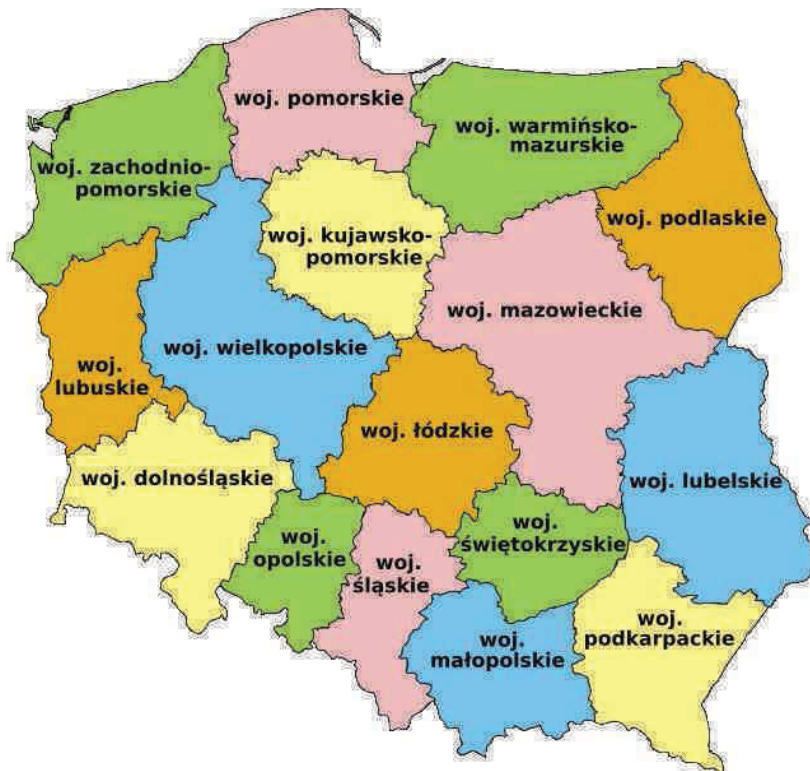 woj. pomorskie
woj. warmińsko-
mazurskie
woj. zachodnio-
pomorskie
woj. podlaskie
woj. kujawsko-
pomorskie
woj. mazowieckie
woj. wielkopolskie
woj.
lubuskie
woj. łódzkie
woj. dolnośląskie
woj. lubelskie
woj.
opolskie
woj.
świętokrzyskie
woj.
śląskie
woj.
podkarpackie
woj.
małopolskie